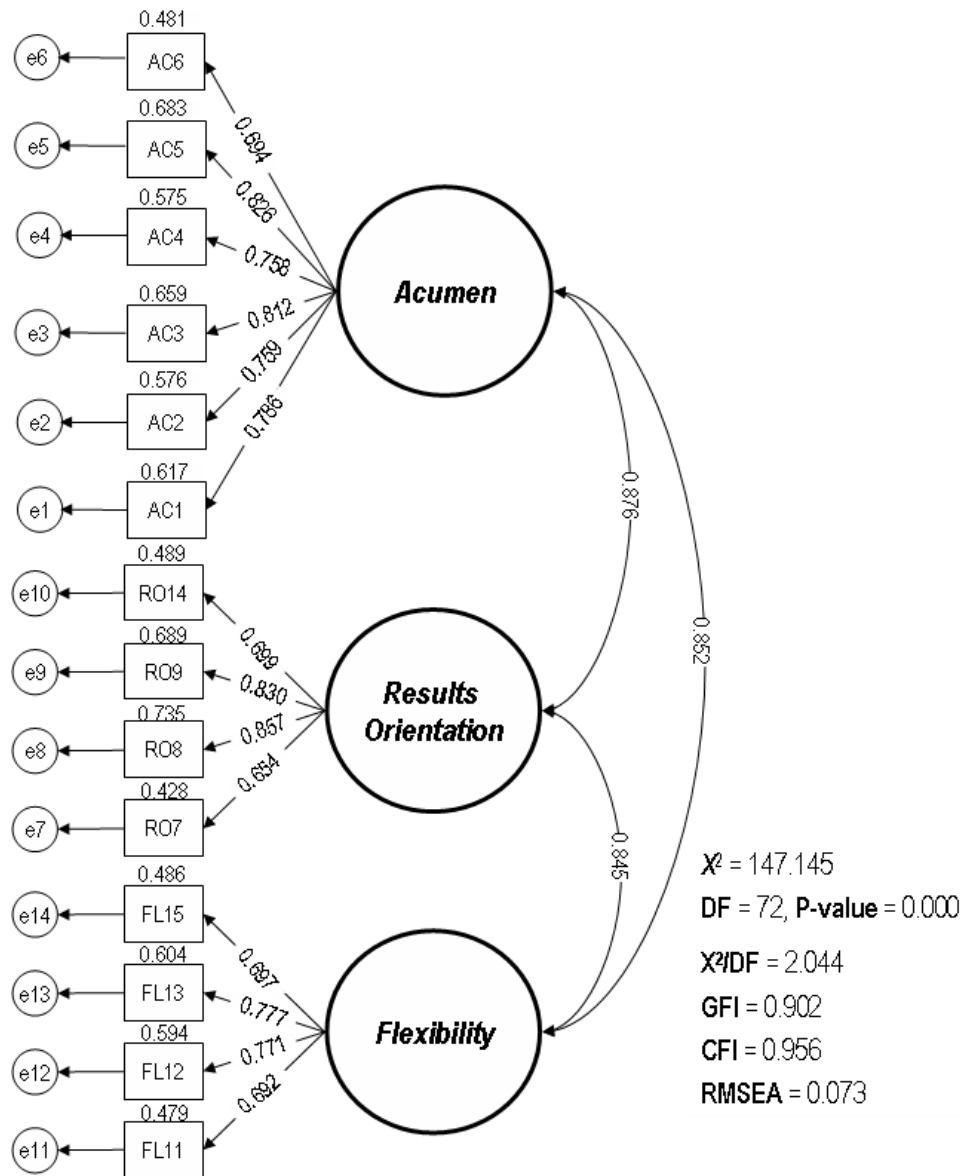 0.481
e6
AC6
0.694
0.683
e5
AC5
0.826
0.575
e4
AC4
0.758
0.659
e3
AC3
0.812
0.576
e2
AC2
0.759
0.617
e1
AC1
0.786
Acumen
0.876
0.852
0.489
e10
RO14
0.699
0.689
e9
RO9
0.830
0.735
e8
RO8
0.857
0.428
e7
RO7
0.654
Results
Orientation
0.845
0.486
e14
FL15
0.697
0.604
e13
FL13
0.777
0.594
e12
FL12
0.771
0.479
e11
FL11
0.692
Flexibility
X² = 147.145
DF = 72, P-value = 0.000
X²/DF = 2.044
GFI = 0.902
CFI = 0.956
RMSEA = 0.073